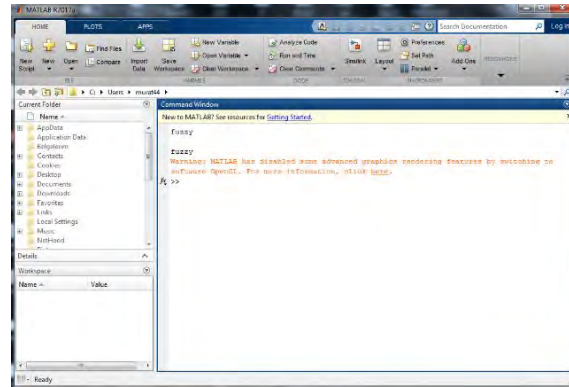 MATLAB R2017a
HOME PLOTS APPS Search Documentation Log In
New Script New Open Find Files Compare Import Data Save Workspace New Variable Open Variable Clear Workspace Analyze Code Run and Time Clear Commands Simulink Layout Preferences Set Path Parallel Add-Ons RESOURCES
FILE VARIABLE CODE SIMULINK ENVIRONMENT
C: Users murat44
Current Folder
Name
AppData
Application Data
Belgelerim
Contacts
Cookies
Desktop
Documents
Downloads
Favorites
Links
Local Settings
Music
NetHood
Details
Workspace
Name Value
Command Window
New to MATLAB? See resources for Getting Started.
fussy
fuzzy
Warning: MATLAB has disabled some advanced graphics rendering features by switching to
software OpenGL. For more information, click here.
fx >>
Ready